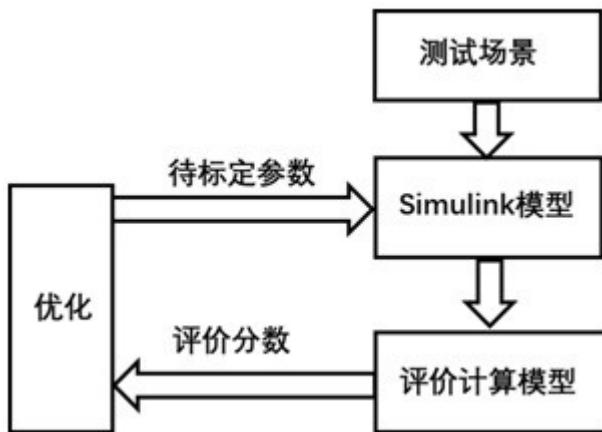 测试场景
待标定参数
Simulink模型
优化
评价分数
评价计算模型